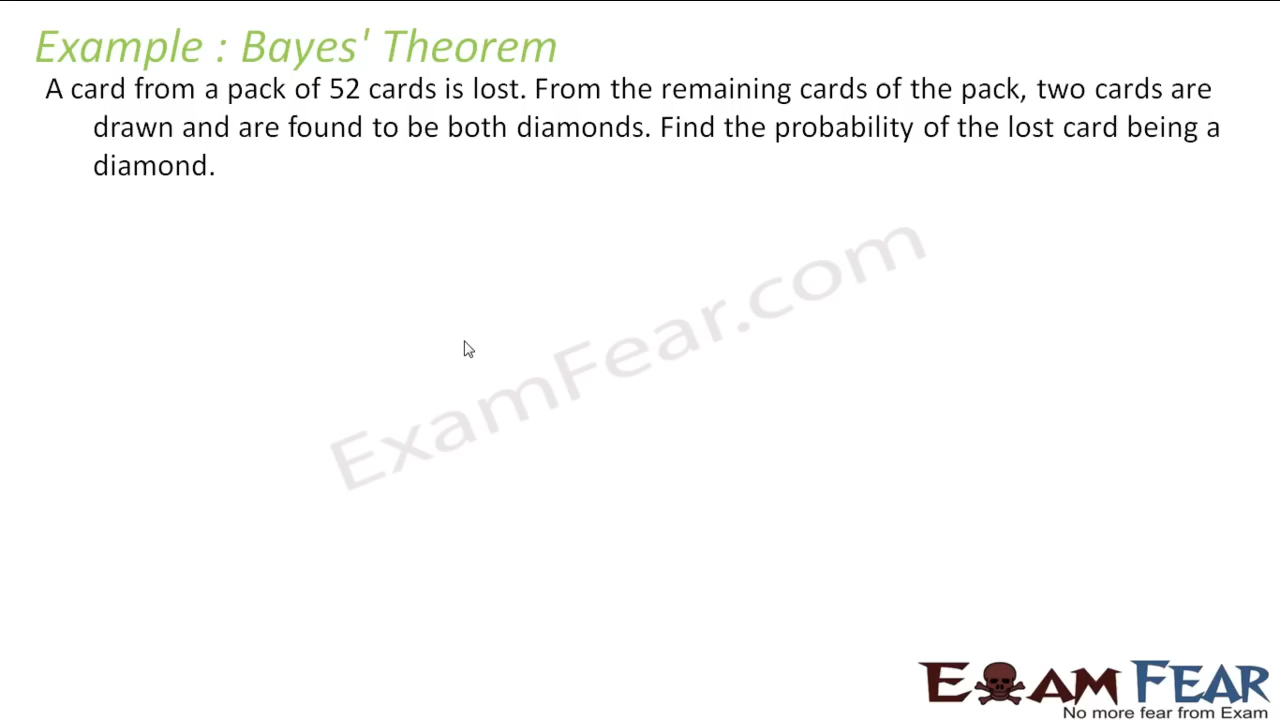 Example : Bayes' Theorem
A card from a pack of 52 cards is lost. From the remaining cards of the pack, two cards are
drawn and are found to be both diamonds. Find the probability of the lost card being a
diamond.
ExamFear.com
EXAM FEAR
No more fear from Exam